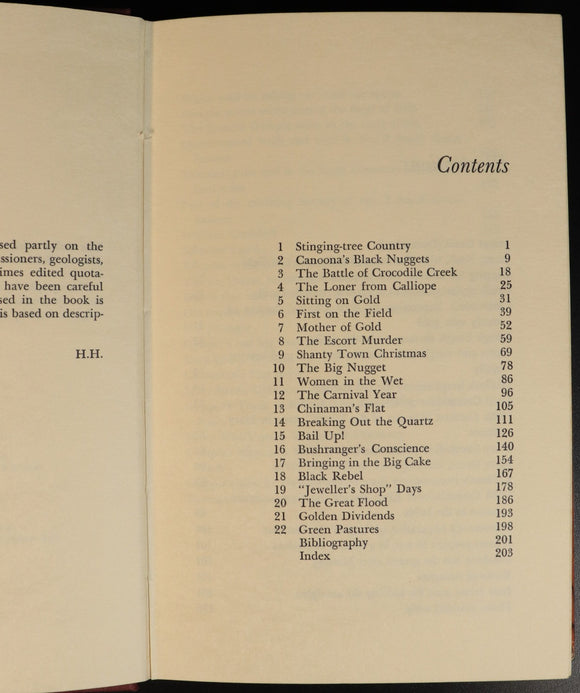 sed partly on the
ssioners, geologists,
imes edited quota-
have been careful
sed in the book is
is based on descrip-
H.H.
Contents
1 Stinging-tree Country 1
2 Canoona's Black Nuggets 9
3 The Battle of Crocodile Creek 18
4 The Loner from Calliope 25
5 Sitting on Gold 31
6 First on the Field 39
7 Mother of Gold 52
8 The Escort Murder 59
9 Shanty Town Christmas 69
10 The Big Nugget 78
11 Women in the Wet 86
12 The Carnival Year 96
13 Chinaman's Flat 105
14 Breaking Out the Quartz 111
15 Bail Up! 126
16 Bushranger's Conscience 140
17 Bringing in the Big Cake 154
18 Black Rebel 167
19 "Jeweller's Shop" Days 178
20 The Great Flood 186
21 Golden Dividends 193
22 Green Pastures 198
Bibliography 201
Index 203